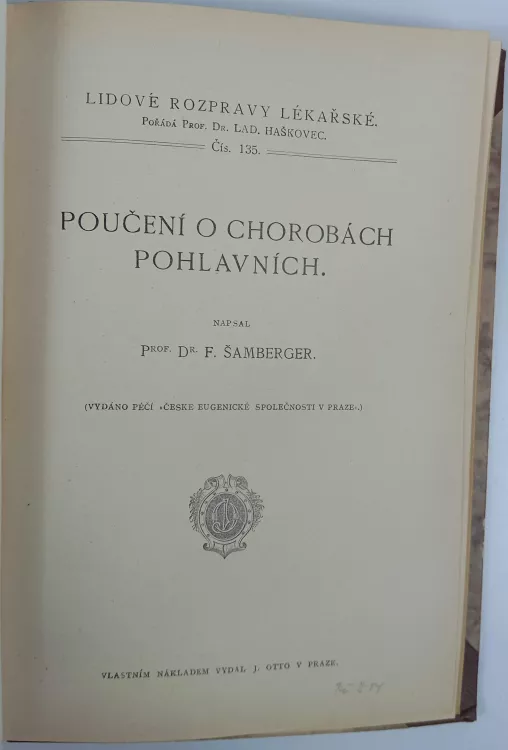 LIDOVÉ ROZPRAVY LÉKAŘSKÉ.
POŘÁDÁ PROF. DR. LAD. HAŠKOVEC.
Čís. 135.
POUČENÍ O CHOROBÁCH
POHLAVNÍCH.
NAPSAL
PROF. DR. F. ŠAMBERGER.
(VYDÁNO PÉČÍ »ČESKE EUGENICKÉ SPOLEČNOSTI V PRAZE«.)
VLASTNÍM NÁKLADEM VYDAL J. OTTO V PRAZE.